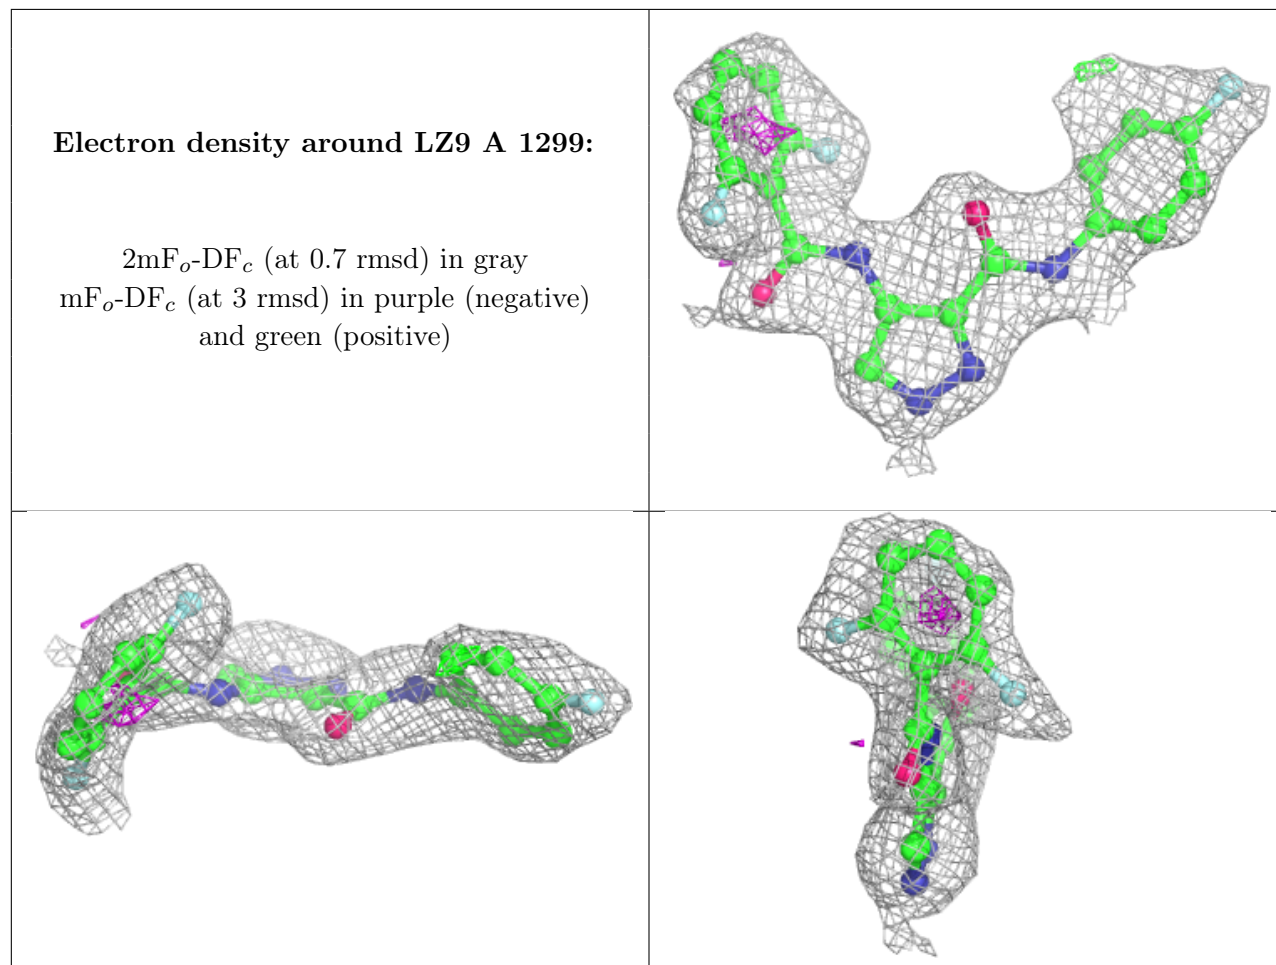 Electron density around LZ9 A 1299:
2mFo-DFc (at 0.7 rmsd) in gray
mFo-DFc (at 3 rmsd) in purple (negative)
and green (positive)